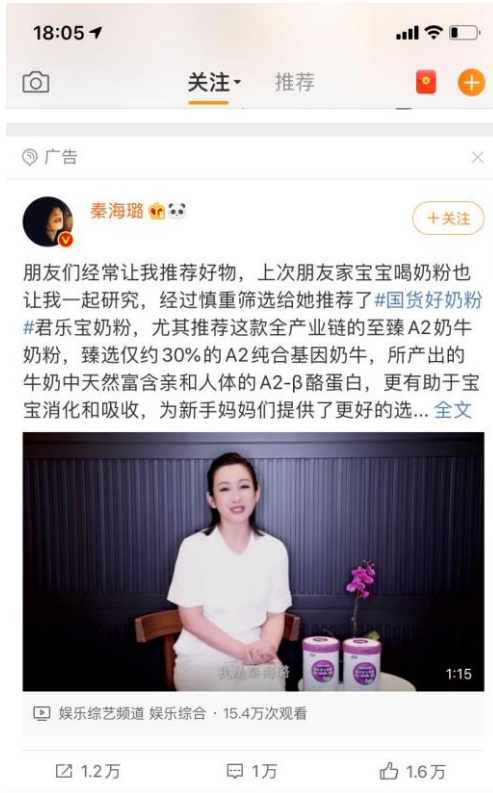 18:05
关注 推荐
广告
秦海璐
+关注
朋友们经常让我推荐好物，上次朋友家宝宝喝奶粉也
让我一起研究，经过慎重筛选给她推荐了#国货好奶粉
#君乐宝奶粉，尤其推荐这款全产业链的至臻A2奶牛
奶粉，臻选仅约30%的A2纯合基因奶牛，所产出的
牛奶中天然富含亲和人体的A2-β酪蛋白，更有助于宝
宝消化和吸收，为新手妈妈们提供了更好的选... 全文
我是秦海璐
1:15
娱乐综艺频道 娱乐综合 · 15.4万次观看
1.2万 1万 1.6万